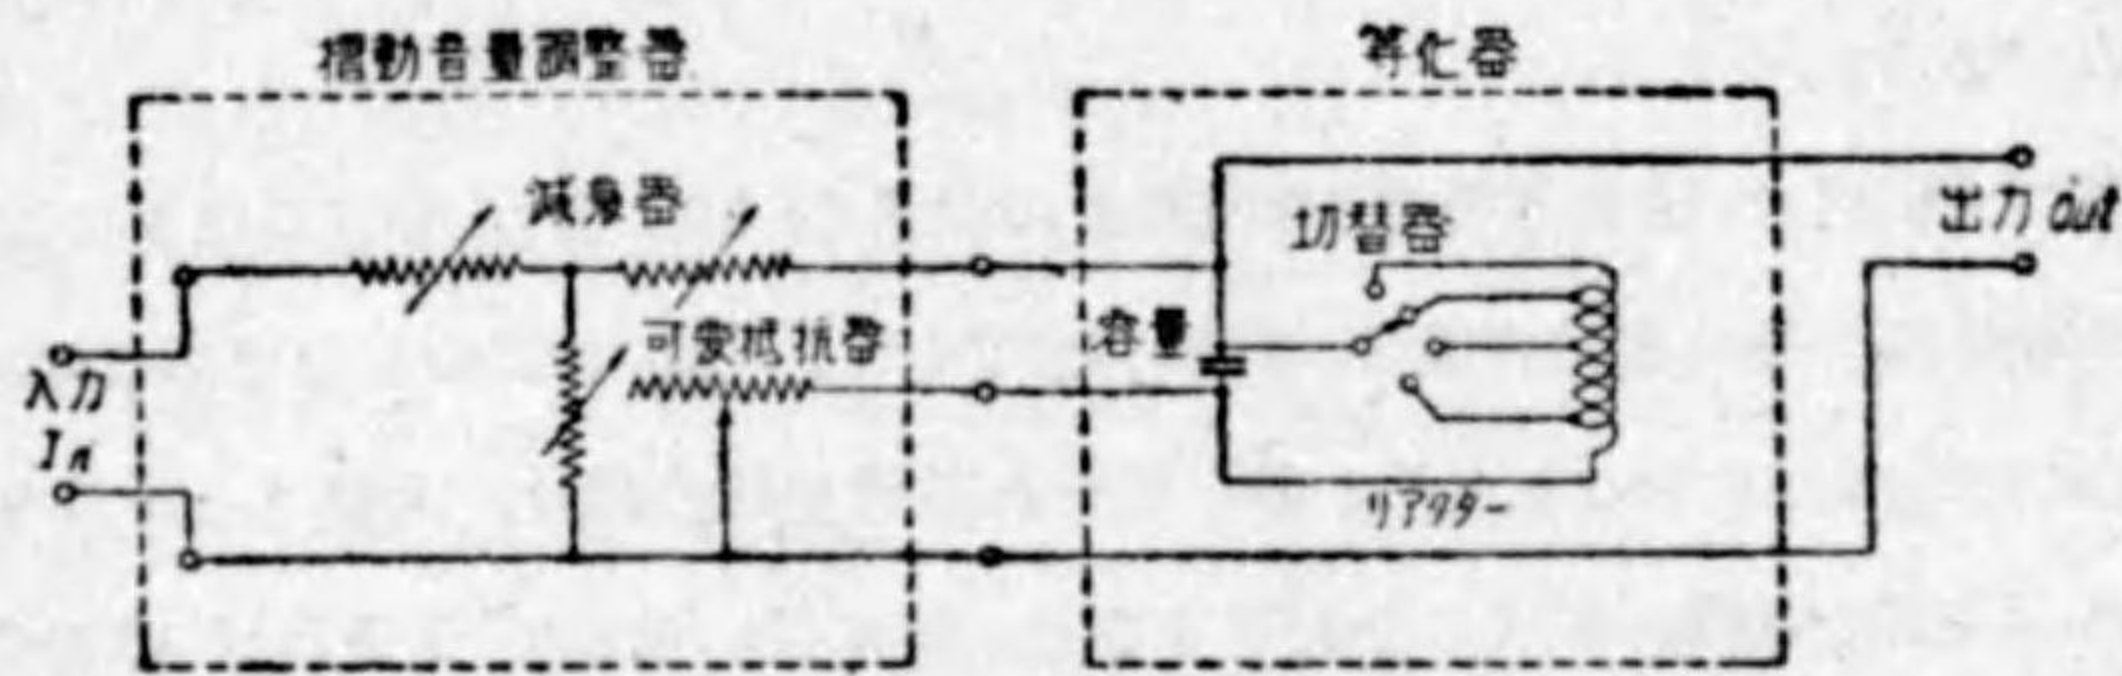 摺動音量調整器
等化器
減衰器
切替器
出力 out
可変抵抗器
容量
入力
In
リアクター